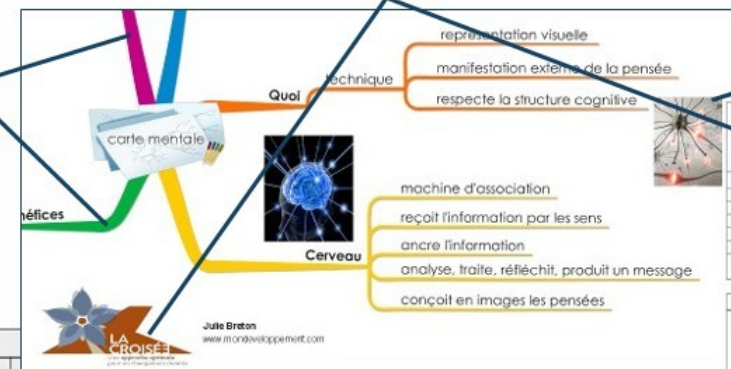 représentation visuelle
manifestation externe de la pensée
respecte la structure cognitive
technique
Quoi
carte mentale
machine d'association
reçoit l'information par les sens
ancre l'information
analyse, traite, réfléchit, produit un message
conçoit en images les pensées
Cerveau
néfices
Julie Breton
www.mondeveloppement.com
LA
CROISÉE